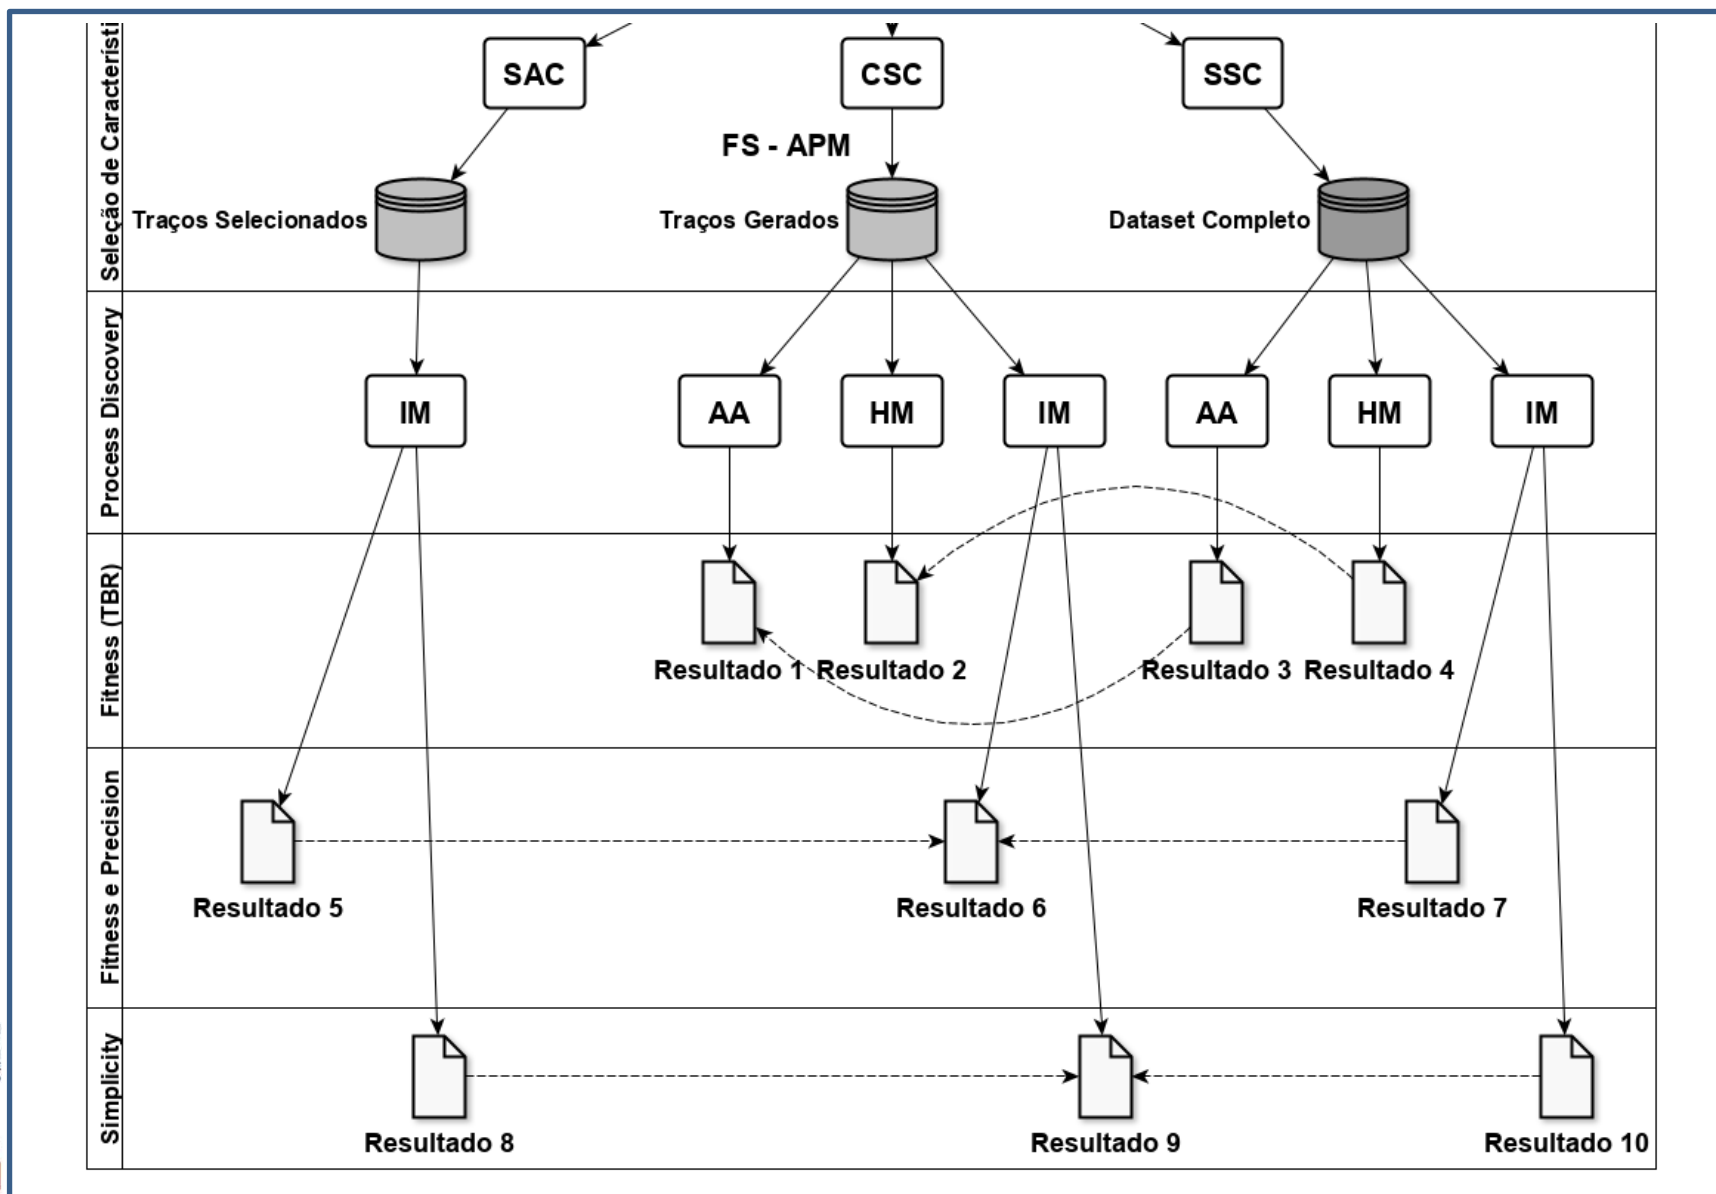 Seleção de Característi
SAC
CSC
SSC
FS - APM
Traços Selecionados
Traços Gerados
Dataset Completo
Process Discovery
IM
AA
HM
IM
AA
HM
IM
Fitness (TBR)
Resultado 1
Resultado 2
Resultado 3
Resultado 4
Fitness e Precision
Resultado 5
Resultado 6
Resultado 7
Simplicity
Resultado 8
Resultado 9
Resultado 10